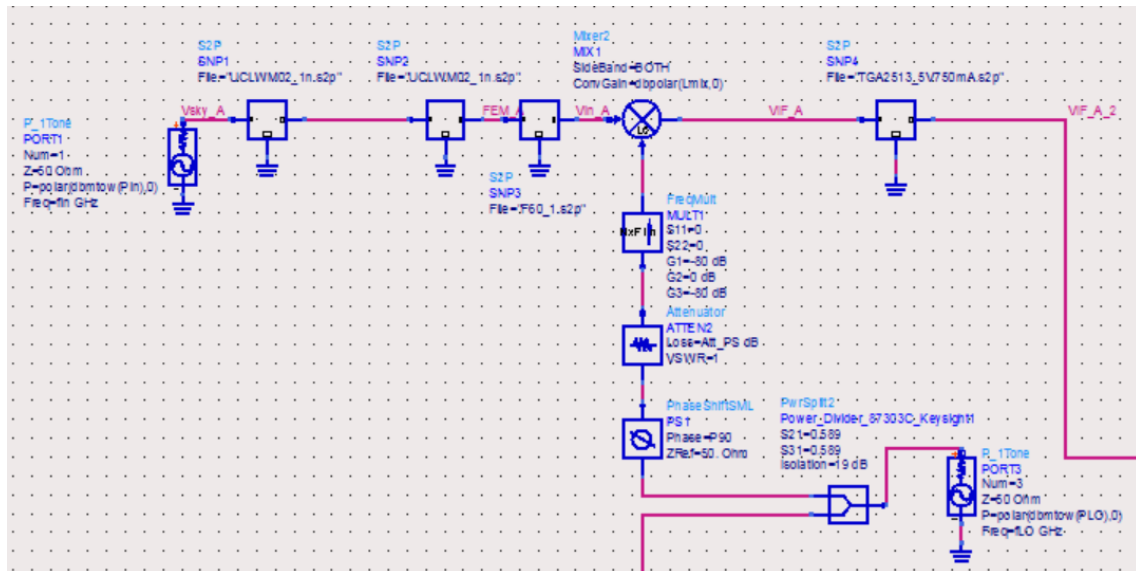 S2P
SNP1
File="UCLWM02_1n.s2p"
Vsky_A
P_1Tone
PORT1
Num=1
Z=50 Ohm
P=polar(dbmtow(Pin),0)
Freq=fin GHz
S2P
SNP2
File="UCLWM02_1n.s2p"
FEM_A
S2P
SNP3
File="F60_1.s2p"
Vin_A
Mixer2
MIX1
SideBand=BOTH
ConvGain=dbpolar(Lmix,0)
LO
VIF_A
S2P
SNP4
File="TGA2513_5V750mA.s2p"
VIF_A_2
FreqMult
MULT1
S11=0
S22=0
G1=-80 dB
G2=0 dB
G3=-80 dB
NxFin
Attenuator
ATTEN2
Loss=Att_PS dB
VSWR=1
PhaseShiftSML
PS1
Phase=P90
ZRef=50. Ohm
PwrSplit2
Power_Divider_87303C_Keysight1
S21=0.589
S31=0.589
Isolation=19 dB
P_1Tone
PORT3
Num=3
Z=50 Ohm
P=polar(dbmtow(PLO),0)
Freq=fLO GHz